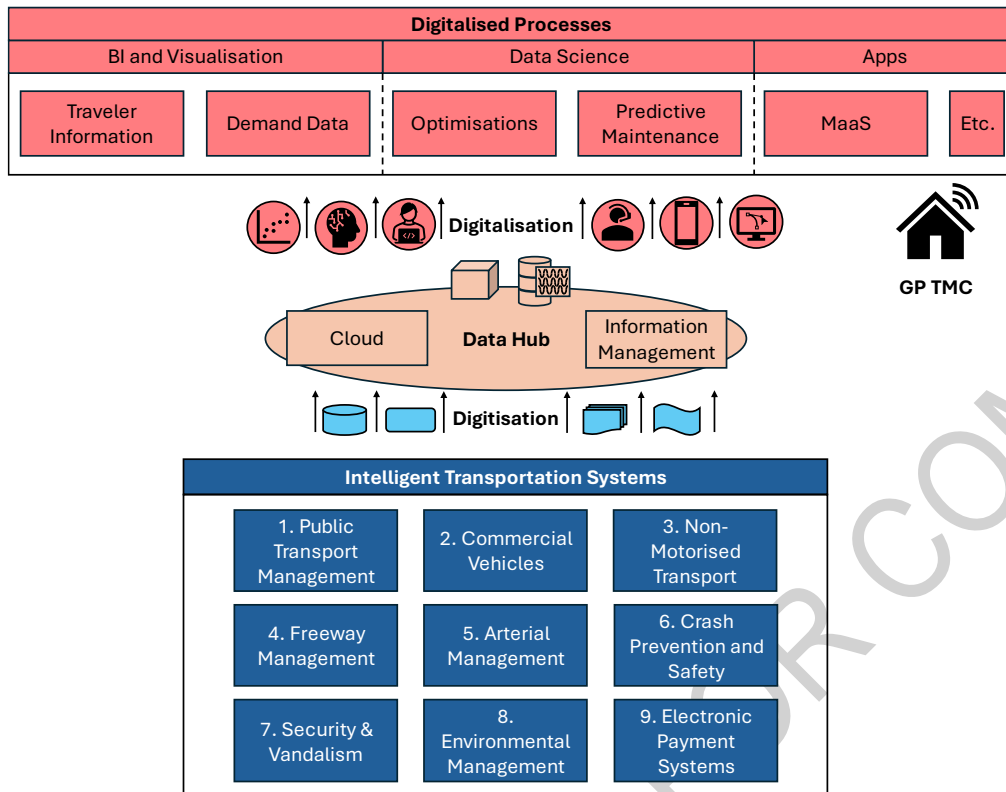 Digitalised Processes
BI and Visualisation
Data Science
Apps
Traveler
Information
Demand Data
Optimisations
Predictive
Maintenance
MaaS
Etc.
Digitalisation
</>
GP TMC
Cloud
Data Hub
Information
Management
Digitisation
Intelligent Transportation Systems
1. Public
Transport
Management
2. Commercial
Vehicles
3. Non-
Motorised
Transport
4. Freeway
Management
5. Arterial
Management
6. Crash
Prevention and
Safety
7. Security &
Vandalism
8.
Environmental
Management
9. Electronic
Payment
Systems